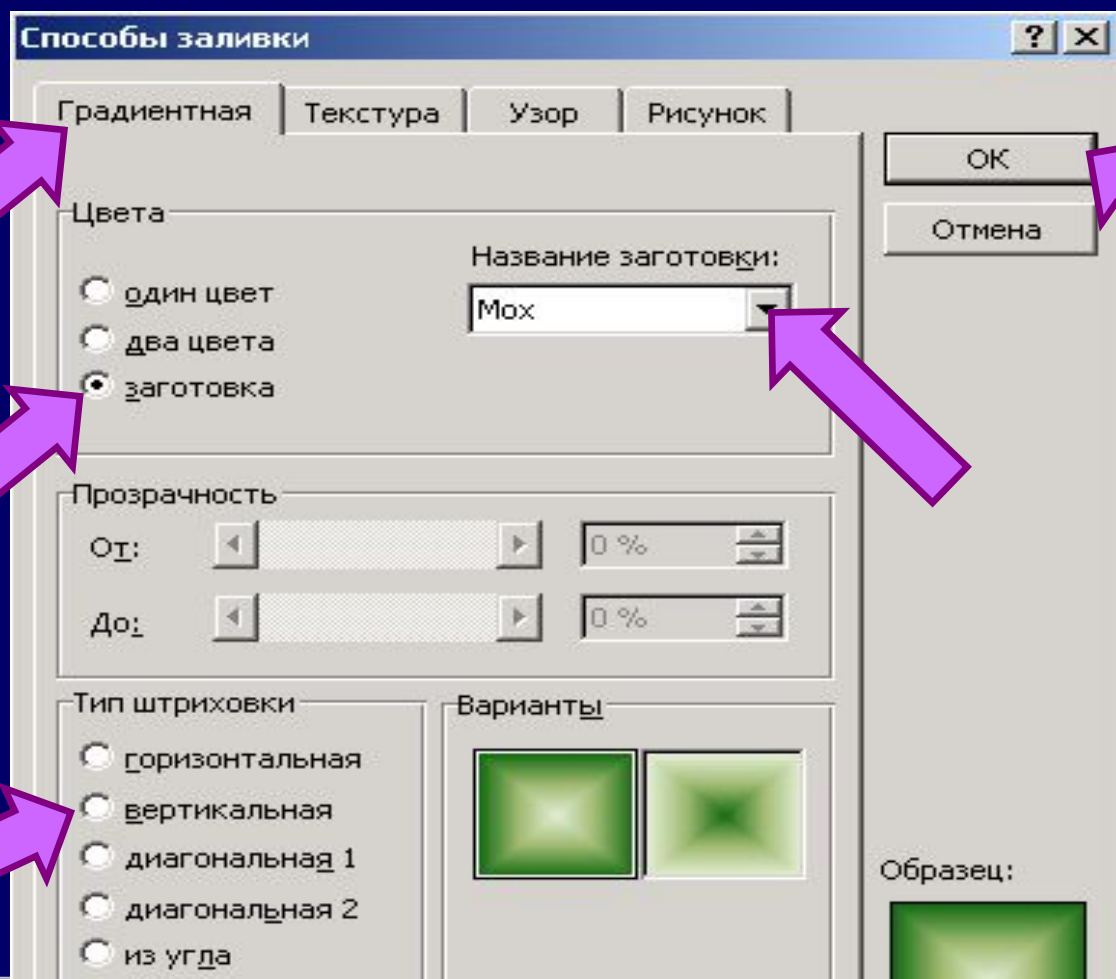 Способы заливки
Градиентная Текстура Узор Рисунок
ОК
Отмена
Цвета
один цвет
два цвета
заготовка
Название заготовки:
Мох
Прозрачность
От: 0 %
До: 0 %
Тип штриховки
горизонтальная
вертикальная
диагональная 1
диагональная 2
из угла
Варианты
Образец: